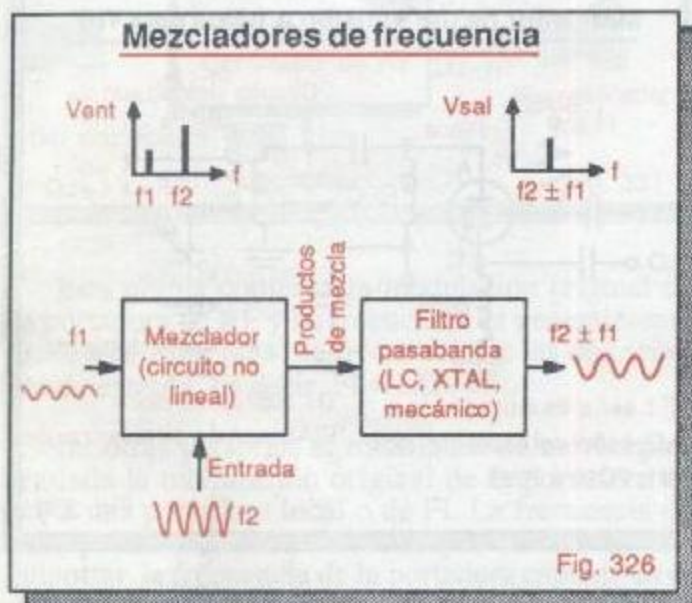 Mezcladores de frecuencia
Vent
f
f1 f2
Vsal
f
f2 ± f1
f1
Mezclador
(circuito no
lineal)
Productos
de mezcla
Filtro
pasabanda
(LC, XTAL,
mecánico)
f2 ± f1
Entrada
f2
Fig. 326